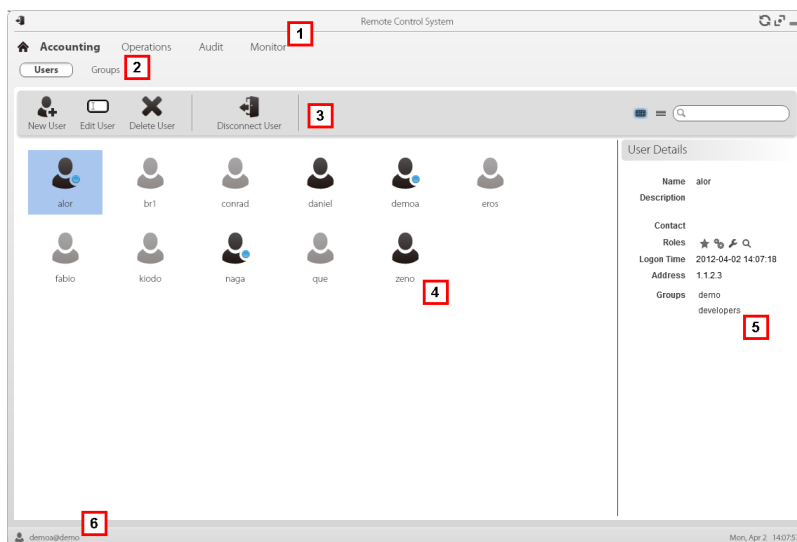 Remote Control System
1
Accounting Operations Audit Monitor
Users Groups 2
New User Edit User Delete User Disconnect User 3
User Details
alor br1 conrad daniel demoa eros
fabio kiodo naga que zeno
4
Name alor
Description
Contact
Roles
Logon Time 2012-04-02 14:07:18
Address 1.1.2.3
Groups demo
developers
5
6
demoa@demo
Mon, Apr 2 14:07:5